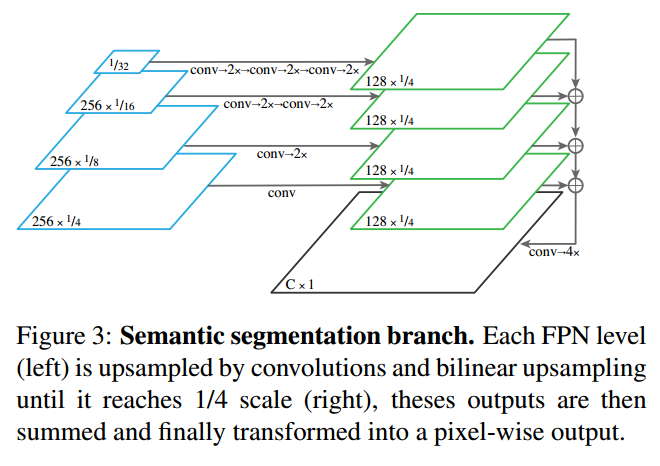 1/32
conv→2×→conv→2×→conv→2×
128 × 1/4
256 × 1/16
conv→2×→conv→2×
128 × 1/4
256 × 1/8
conv→2×
128 × 1/4
conv
256 × 1/4
128 × 1/4
conv→4×
C × 1
Figure 3: Semantic segmentation branch. Each FPN level
(left) is upsampled by convolutions and bilinear upsampling
until it reaches 1/4 scale (right), theses outputs are then
summed and finally transformed into a pixel-wise output.